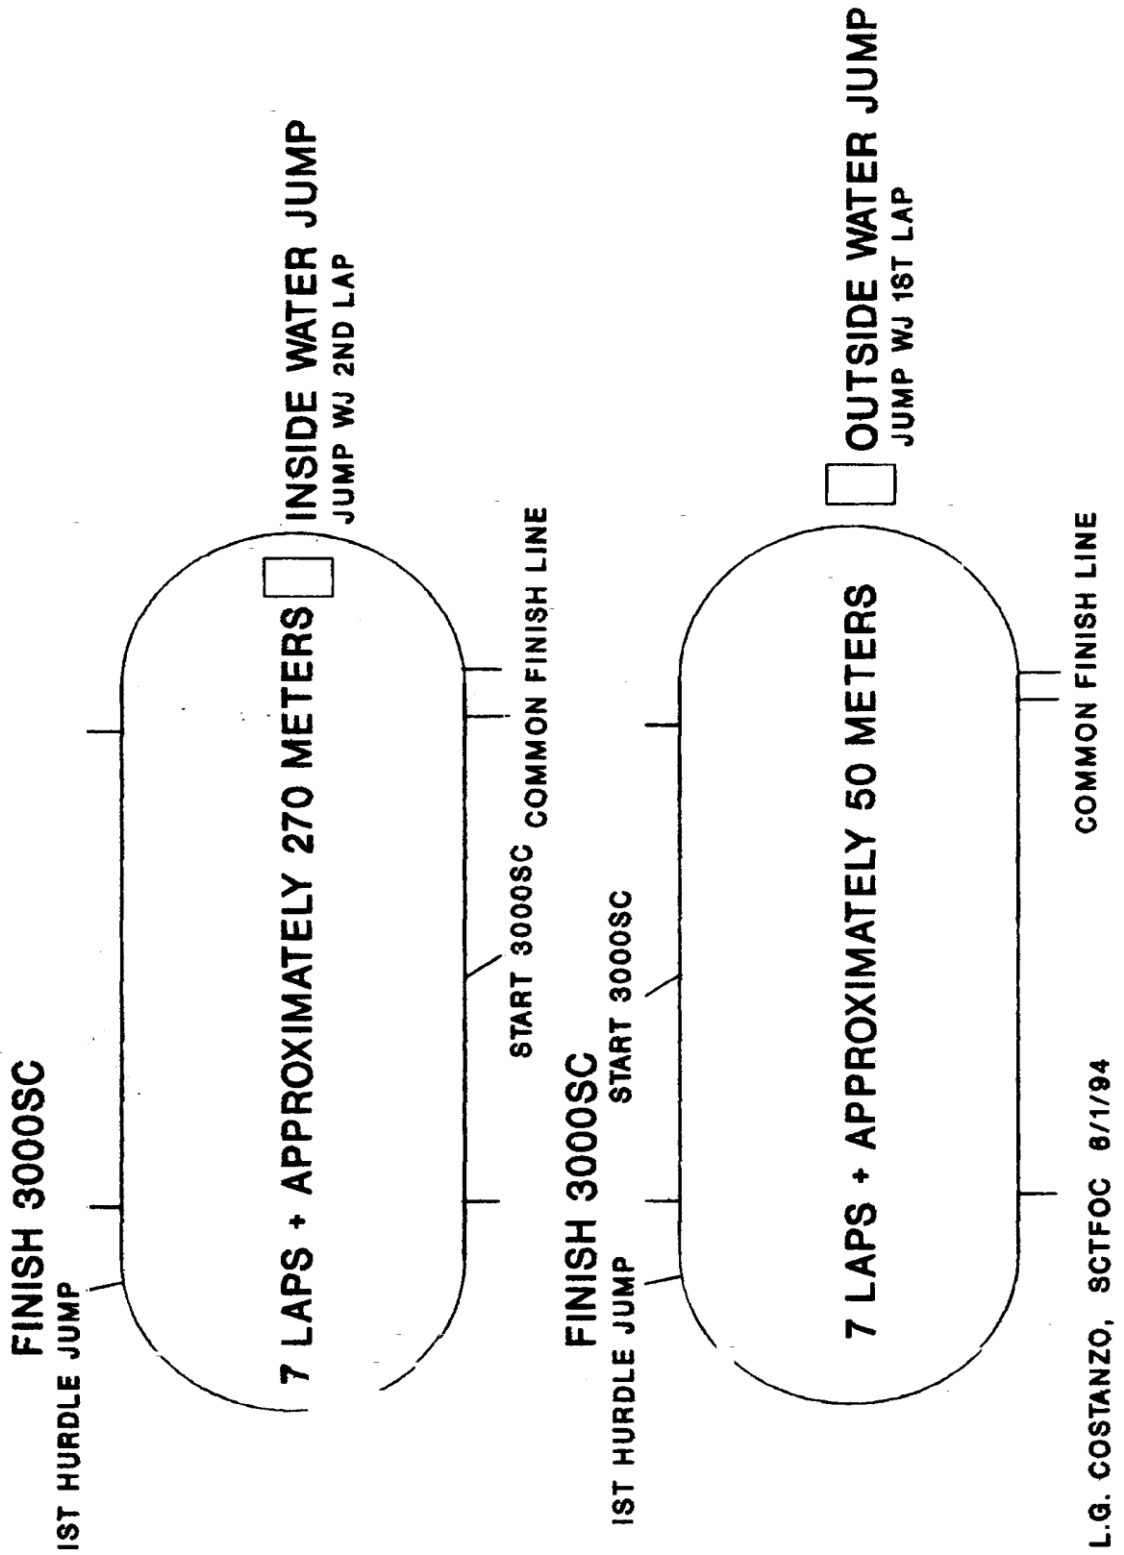 FINISH 3000SC
IST HURDLE JUMP
7 LAPS + APPROXIMATELY 270 METERS
INSIDE WATER JUMP
JUMP WJ 2ND LAP
START 3000SC
COMMON FINISH LINE
FINISH 3000SC
IST HURDLE JUMP
START 3000SC
7 LAPS + APPROXIMATELY 50 METERS
OUTSIDE WATER JUMP
JUMP WJ 1ST LAP
COMMON FINISH LINE
L.G. COSTANZO, SCTFOC 6/1/94